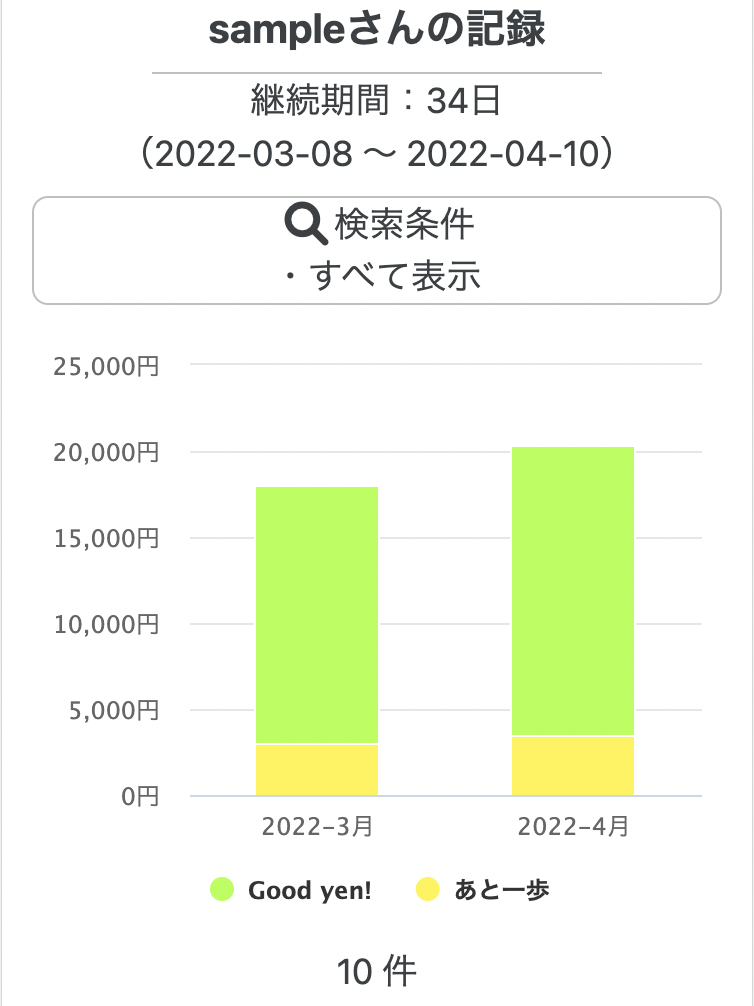 sampleさんの記録
継続期間：34日
（2022-03-08 〜 2022-04-10）
検索条件
・すべて表示
25,000円
20,000円
15,000円
10,000円
5,000円
0円
2022-3月 2022-4月
Good yen! あと一歩
10 件